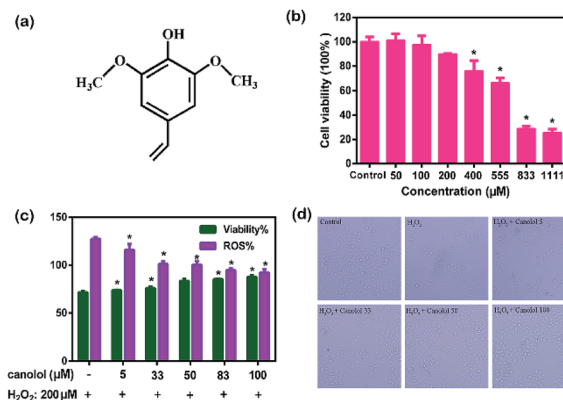 (a)
OH
O
O
H₃C
CH₃
(b)
Cell viability (100%)
120
100
80
60
40
20
0
* * * *
Control 50 100 200 400 555 833 1111
Concentration (μM)
(c)
Viability%
ROS%
150
100
50
0
* * * * * * * *
canolol (μM) - 5 33 50 83 100
H₂O₂: 200 μM + + + + + +
(d)
Control
H₂O₂
H₂O₂ + Canolol 5
H₂O₂ + Canolol 33
H₂O₂ + Canolol 50
H₂O₂ + Canolol 100